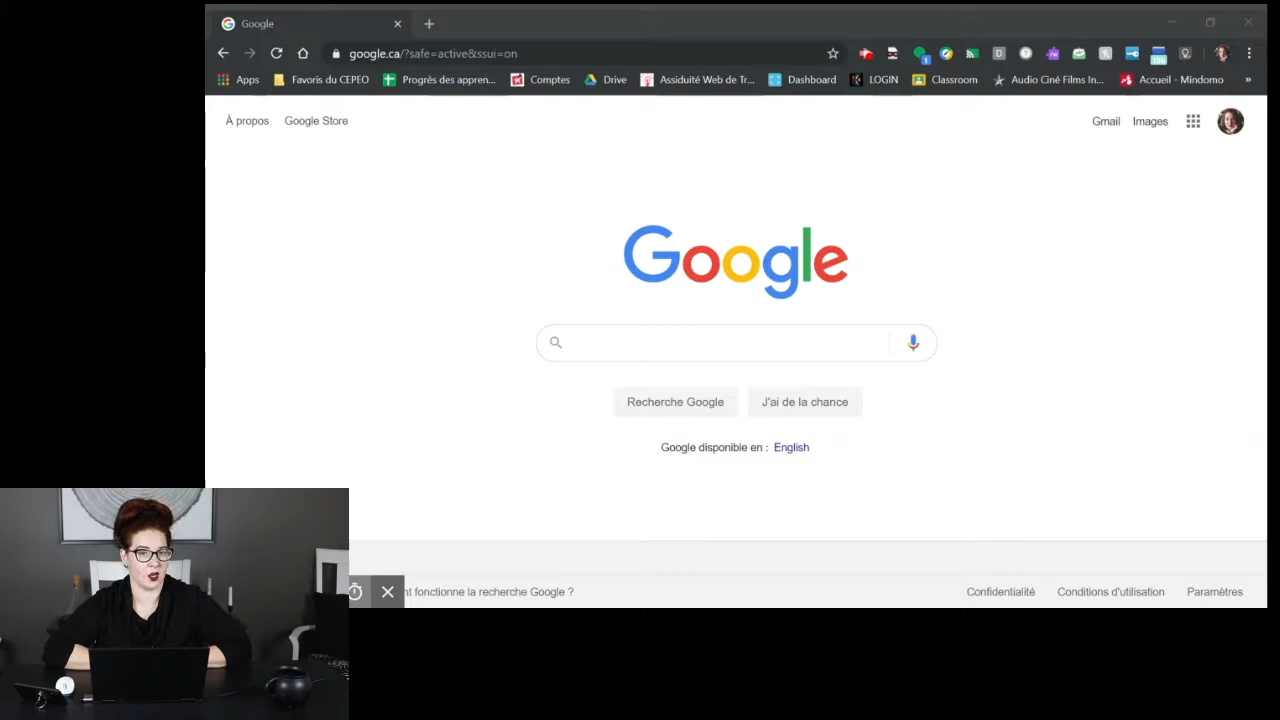 Google
google.ca/?safe=active&ssui=on
Apps Favoris du CEPEO Progrès des appren... Comptes Drive Assiduité Web de Tr... Dashboard LOGIN Classroom Audio Ciné Films In... Accueil - Mindomo »
À propos Google Store Gmail Images
Google
Recherche Google J'ai de la chance
Google disponible en : English
nt fonctionne la recherche Google ? Confidentialité Conditions d'utilisation Paramètres